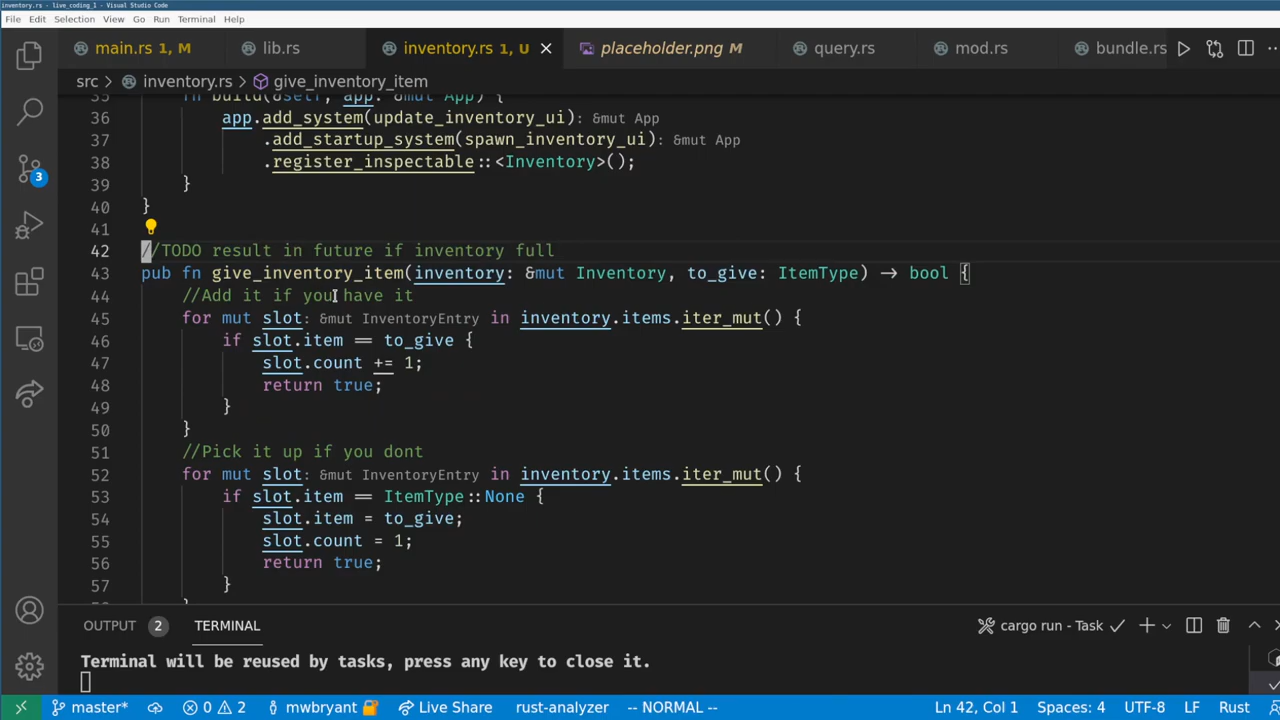 inventory.rs - live_coding_1 - Visual Studio Code
File Edit Selection View Go Run Terminal Help
main.rs 1, M lib.rs inventory.rs 1, U placeholder.png M query.rs mod.rs bundle.rs
src > inventory.rs > give_inventory_item
35 fn build(&self, app: &mut App) {
36 app.add_system(update_inventory_ui): &mut App
37 .add_startup_system(spawn_inventory_ui): &mut App
38 .register_inspectable::<Inventory>();
39 }
40 }
41
42 //TODO result in future if inventory full
43 pub fn give_inventory_item(inventory: &mut Inventory, to_give: ItemType) -> bool {
44 //Add it if you have it
45 for mut slot: &mut InventoryEntry in inventory.items.iter_mut() {
46 if slot.item == to_give {
47 slot.count += 1;
48 return true;
49 }
50 }
51 //Pick it up if you dont
52 for mut slot: &mut InventoryEntry in inventory.items.iter_mut() {
53 if slot.item == ItemType::None {
54 slot.item = to_give;
55 slot.count = 1;
56 return true;
57 }
3
OUTPUT 2 TERMINAL cargo run - Task
Terminal will be reused by tasks, press any key to close it.
master* 0 2 mwbryant Live Share rust-analyzer -- NORMAL -- Ln 42, Col 1 Spaces: 4 UTF-8 LF Rust